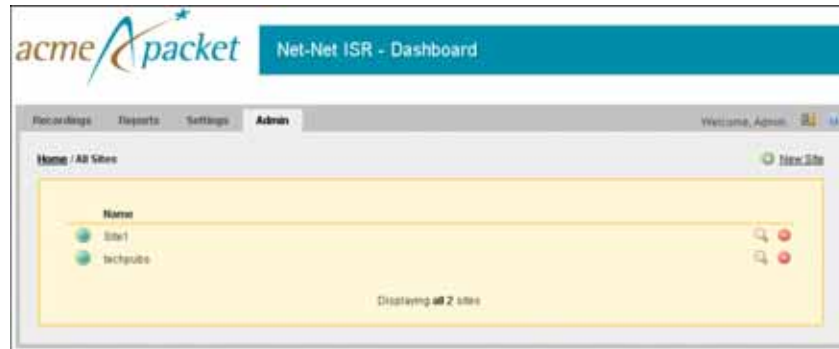 acme packet
Net-Net ISR - Dashboard
Recordings Reports Settings Admin
Welcome, Admin.
Home / All Sites
New Site
Name
Site1
techpubs
Displaying all 2 sites